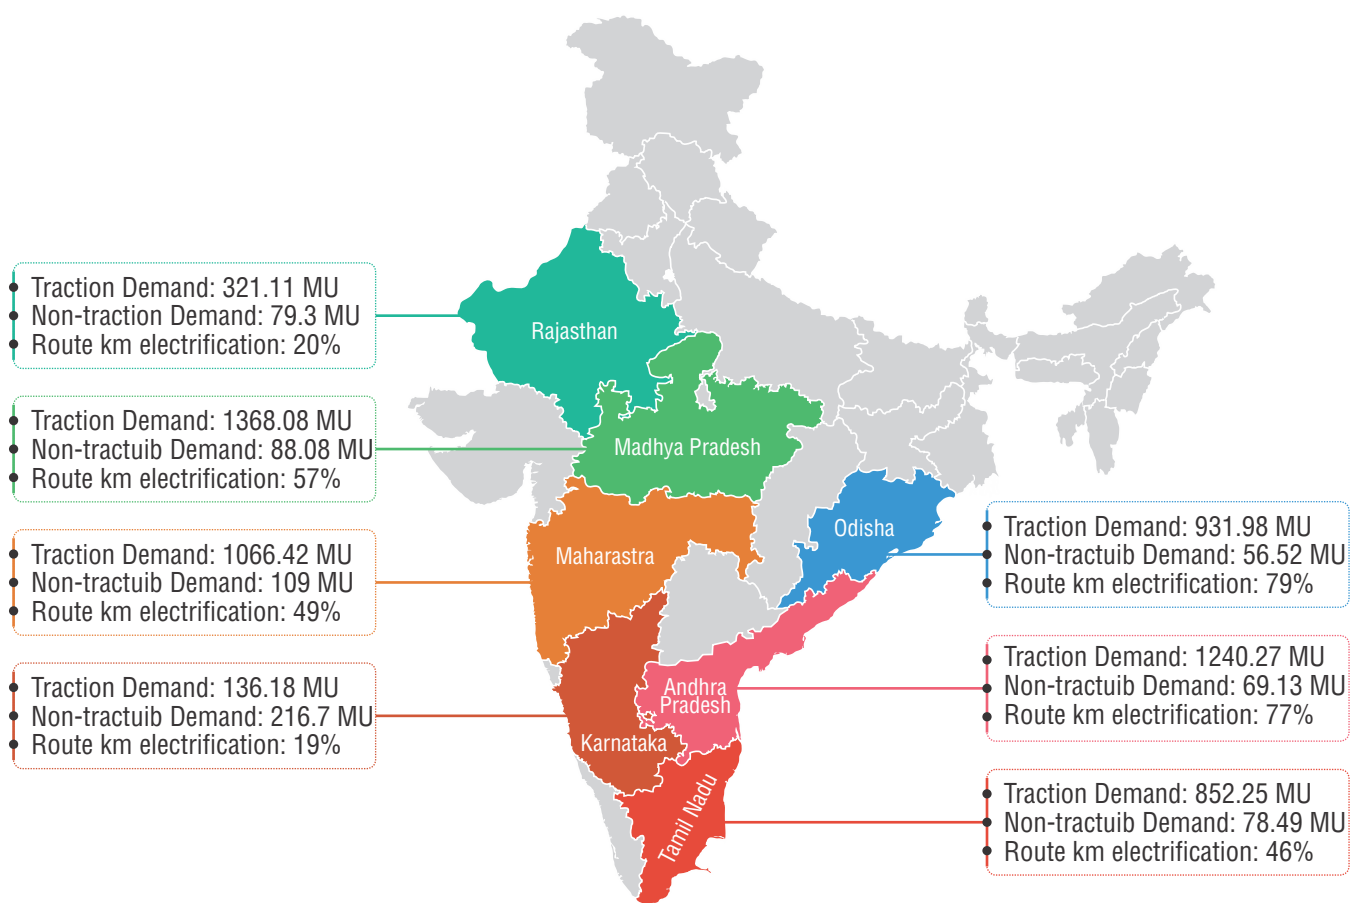 Traction Demand: 321.11 MU
Non-traction Demand: 79.3 MU
Route km electrification: 20%
Traction Demand: 1368.08 MU
Non-tractuib Demand: 88.08 MU
Route km electrification: 57%
Traction Demand: 1066.42 MU
Non-tractuib Demand: 109 MU
Route km electrification: 49%
Traction Demand: 136.18 MU
Non-tractuib Demand: 216.7 MU
Route km electrification: 19%
Rajasthan
Madhya Pradesh
Maharastra
Odisha
Andhra
Pradesh
Karnataka
Tamil Nadu
Traction Demand: 931.98 MU
Non-tractuib Demand: 56.52 MU
Route km electrification: 79%
Traction Demand: 1240.27 MU
Non-tractuib Demand: 69.13 MU
Route km electrification: 77%
Traction Demand: 852.25 MU
Non-tractuib Demand: 78.49 MU
Route km electrification: 46%